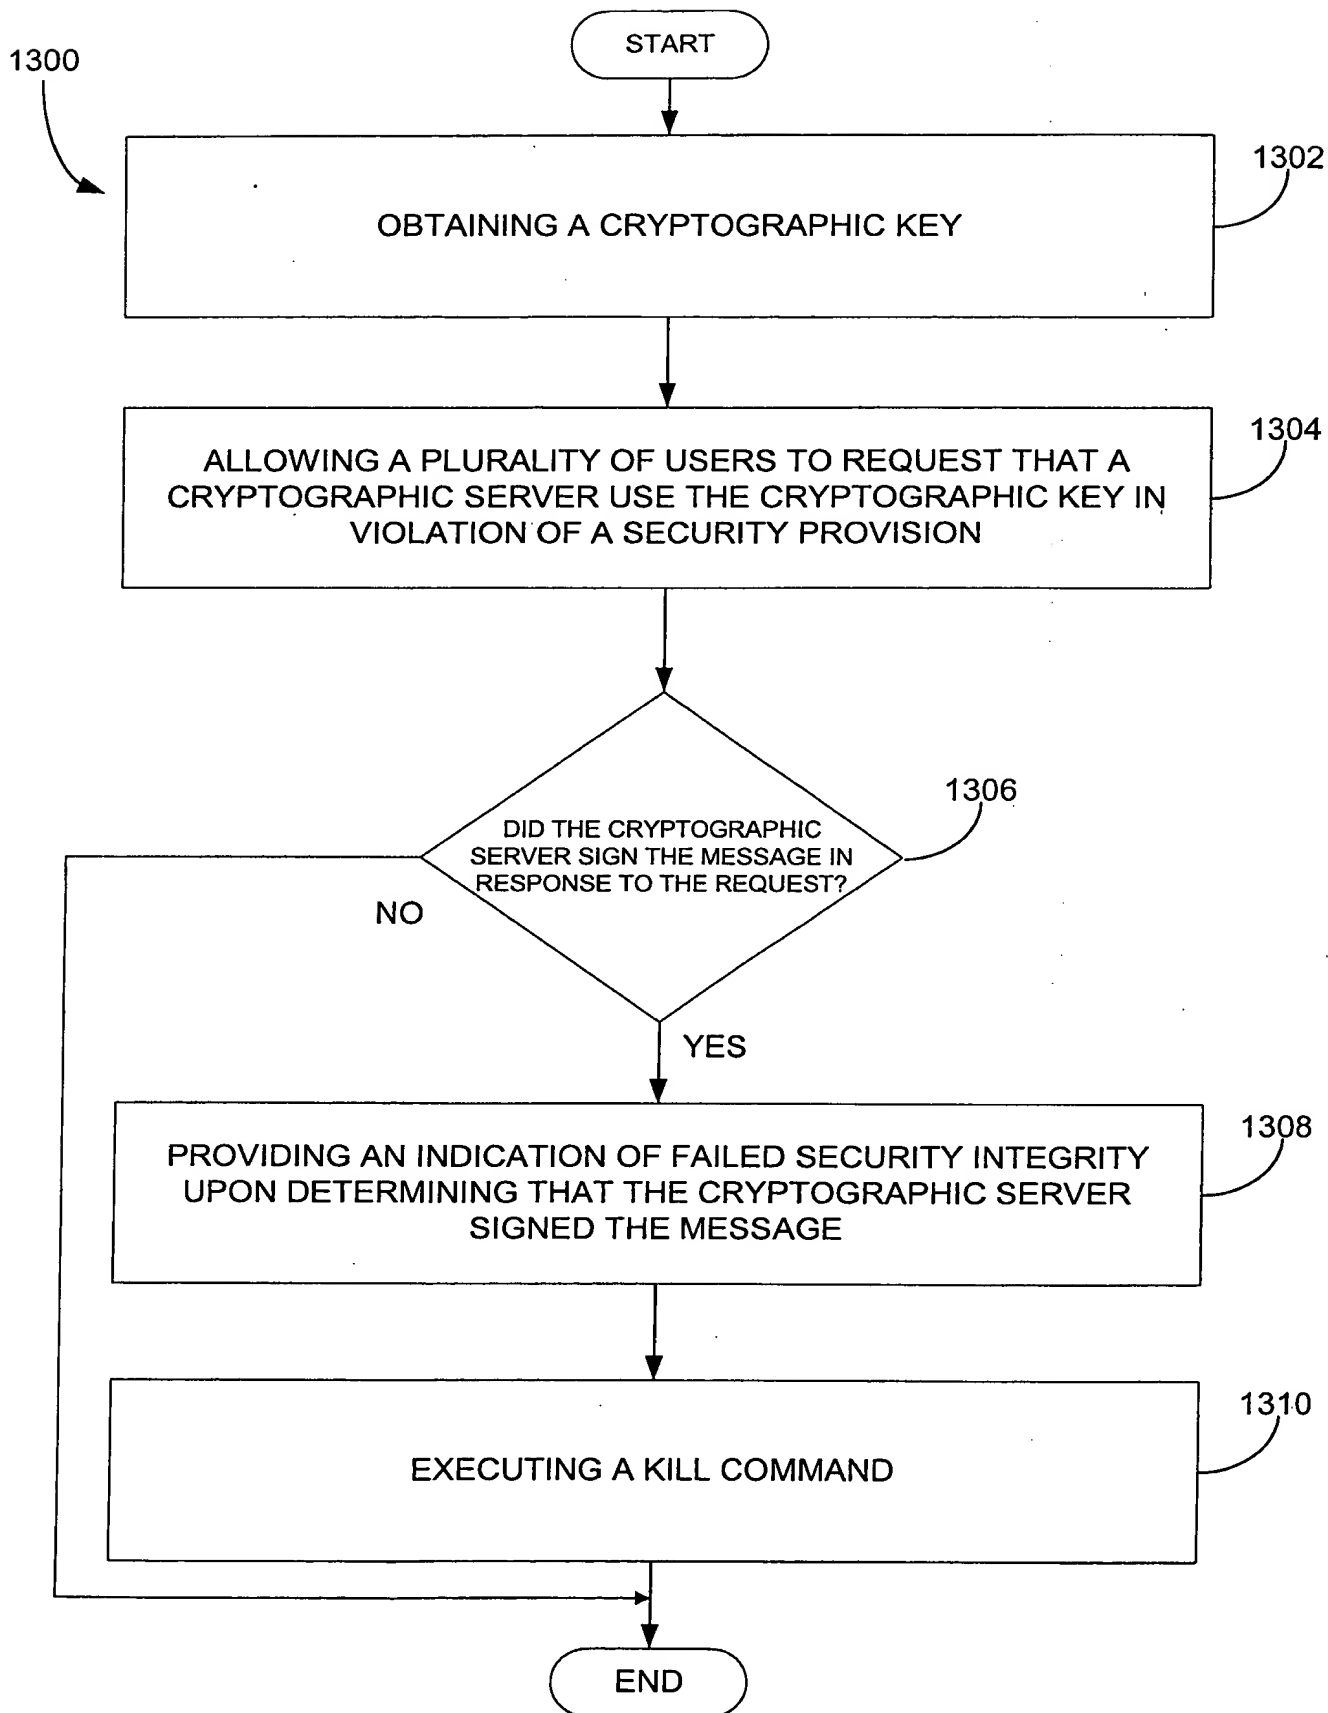 START
1300
1302
OBTAINING A CRYPTOGRAPHIC KEY
1304
ALLOWING A PLURALITY OF USERS TO REQUEST THAT A
CRYPTOGRAPHIC SERVER USE THE CRYPTOGRAPHIC KEY IN
VIOLATION OF A SECURITY PROVISION
1306
DID THE CRYPTOGRAPHIC
SERVER SIGN THE MESSAGE IN
RESPONSE TO THE REQUEST?
NO
YES
1308
PROVIDING AN INDICATION OF FAILED SECURITY INTEGRITY
UPON DETERMINING THAT THE CRYPTOGRAPHIC SERVER
SIGNED THE MESSAGE
1310
EXECUTING A KILL COMMAND
END